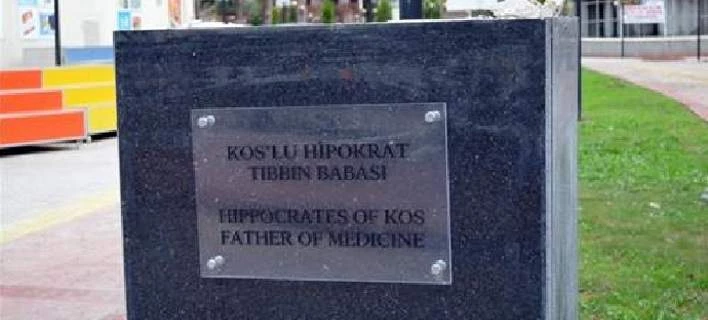 KOS'LU HİPOKRAT
TIBBIN BABASI
HIPPOCRATES OF KOS
FATHER OF MEDICINE